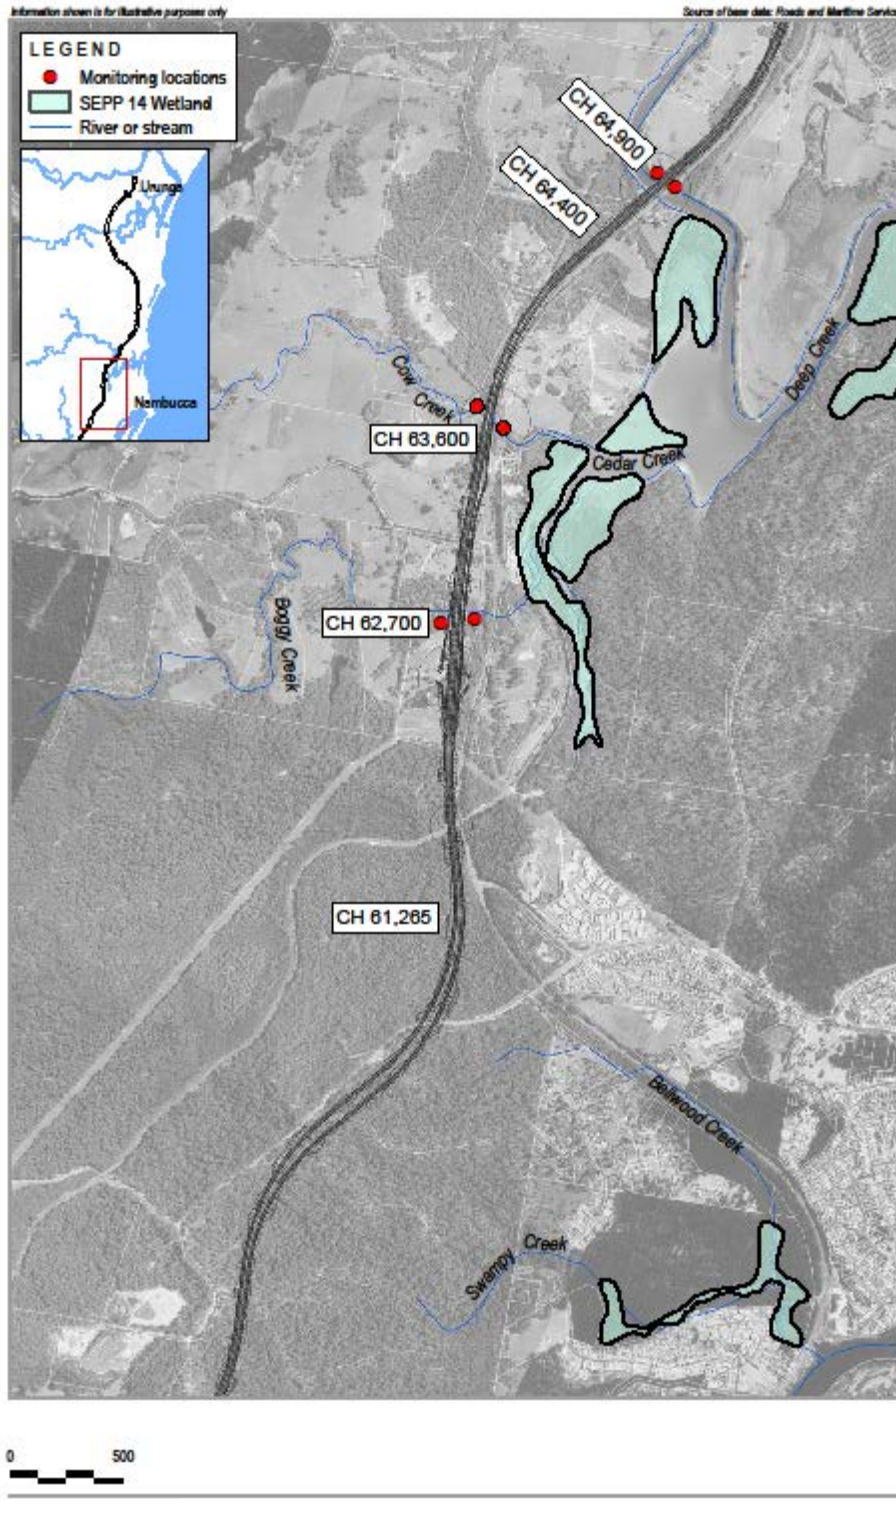 Information shown is for illustrative purposes only
Source of base data: Roads and Maritime Service
LEGEND
Monitoring locations
SEPP 14 Wetland
River or stream
Urunga
Nambucca
CH 64,900
CH 64,400
Deep Creek
Cow
Creek
CH 63,600
Cedar Creek
CH 62,700
Boggy Creek
CH 61,265
Bellwood Creek
Swampy Creek
0 500